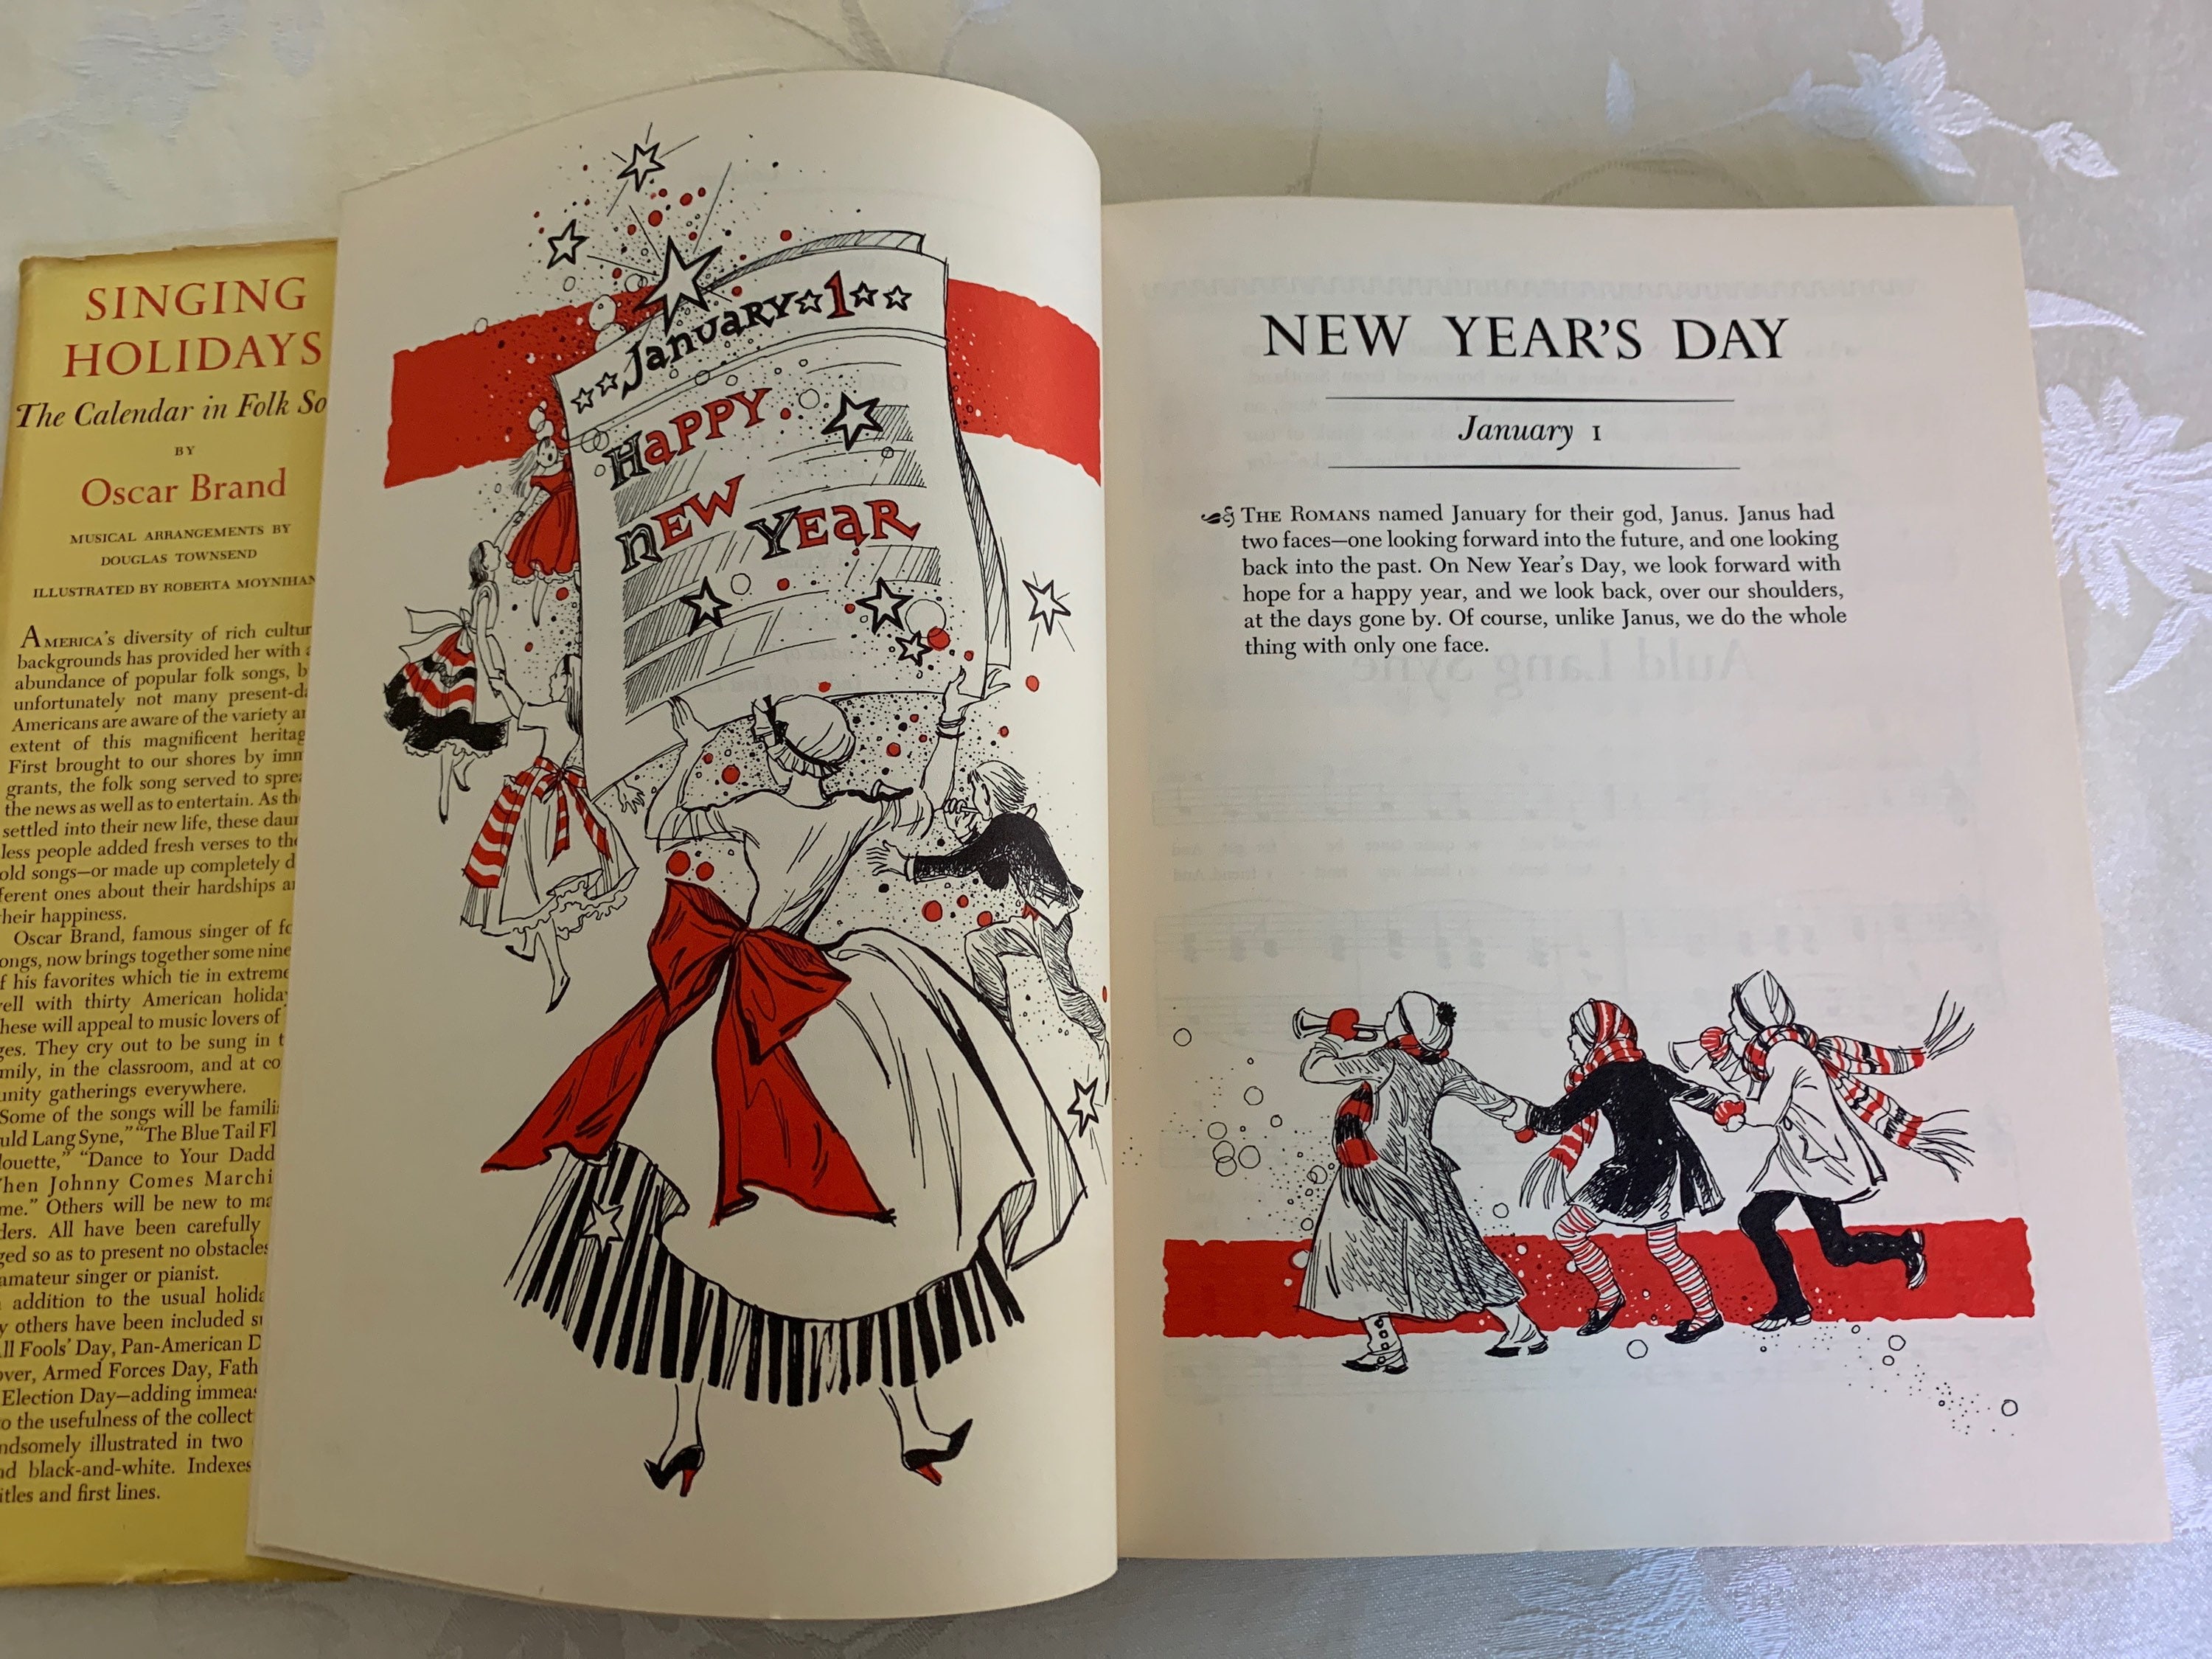 SINGING
HOLIDAYS
The Calendar in Folk So
BY
Oscar Brand
MUSICAL ARRANGEMENTS BY
DOUGLAS TOWNSEND
ILLUSTRATED BY ROBERTA MOYNIHAN
AMERICA'S diversity of rich cultur
backgrounds has provided her with a
abundance of popular folk songs, b
unfortunately not many present-da
Americans are aware of the variety an
extent of this magnificent heritag
First brought to our shores by imm
grants, the folk song served to sprea
the news as well as to entertain. As the
settled into their new life, these daun
less people added fresh verses to the
old songs—or made up completely d
ferent ones about their hardships an
their happiness.
Oscar Brand, famous singer of fo
ongs, now brings together some nine
f his favorites which tie in extreme
ell with thirty American holiday
hese will appeal to music lovers of
ges. They cry out to be sung in t
mily, in the classroom, and at co
unity gatherings everywhere.
Some of the songs will be famili
uld Lang Syne," "The Blue Tail Fl
louette," "Dance to Your Dadd
hen Johnny Comes Marchi
me." Others will be new to ma
ders. All have been carefully
ged so as to present no obstacles
amateur singer or pianist.
addition to the usual holida
y others have been included su
ll Fools' Day, Pan-American D
over, Armed Forces Day, Fath
Election Day—adding immeas
o the usefulness of the collect
ndsomely illustrated in two
nd black-and-white. Indexes
itles and first lines.
January 1
HAPPY
NEW YEAR
NEW YEAR'S DAY
January 1
THE ROMANS named January for their god, Janus. Janus had
two faces—one looking forward into the future, and one looking
back into the past. On New Year's Day, we look forward with
hope for a happy year, and we look back, over our shoulders,
at the days gone by. Of course, unlike Janus, we do the whole
thing with only one face.
Auld Lang Syne